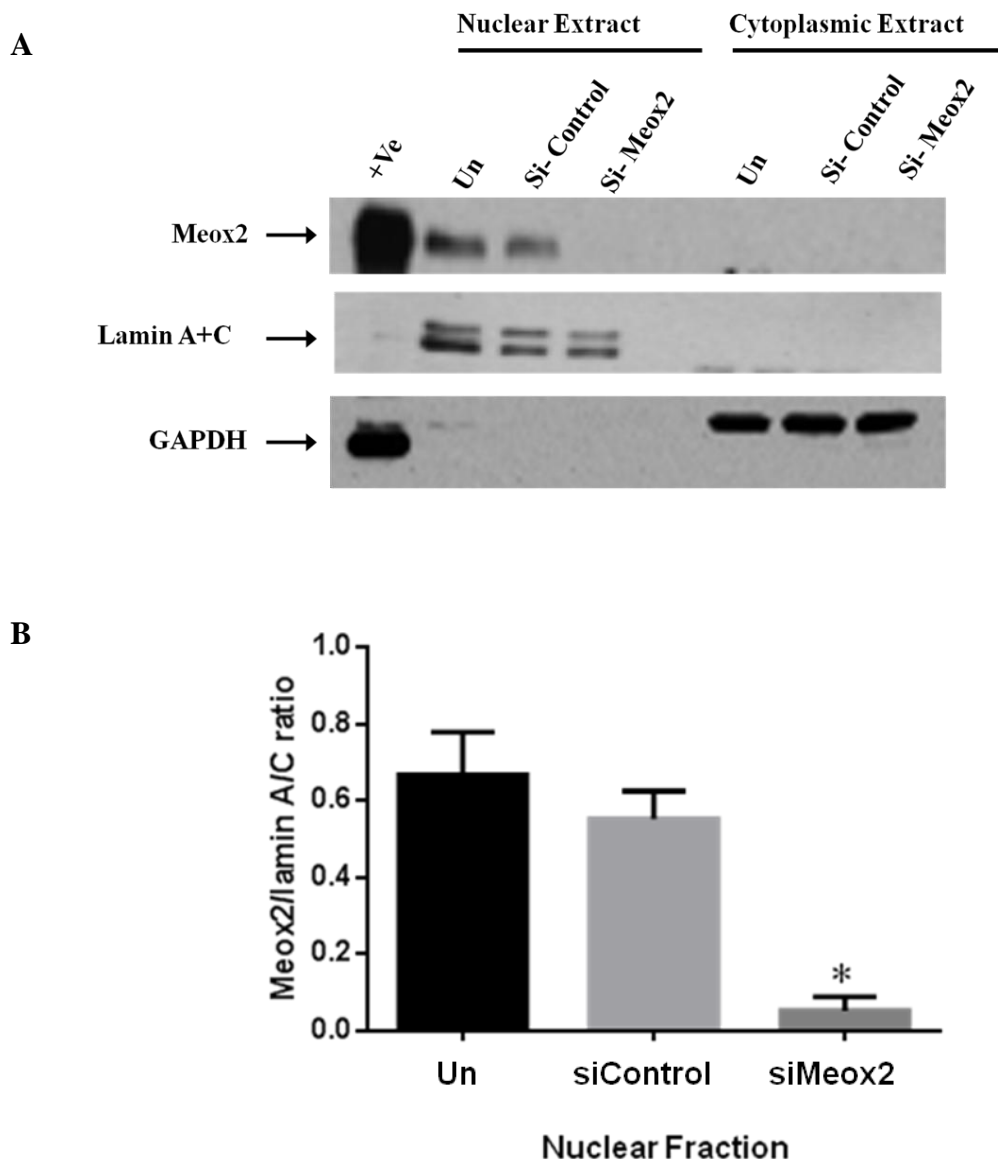 A
Nuclear Extract
Cytoplasmic Extract
+Ve
Un
Si- Control
Si- Meox2
Un
Si- Control
Si- Meox2
Meox2
Lamin A+C
GAPDH
B
Meox2/lamin A/C ratio
1.0
0.8
0.6
0.4
0.2
0.0
*
Un
siControl
siMeox2
Nuclear Fraction